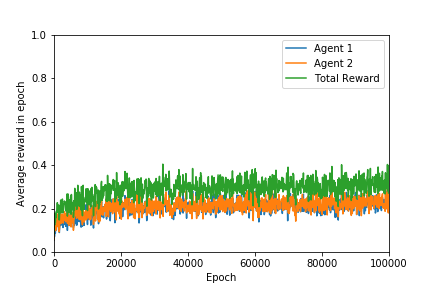 1.0
0.8
0.6
0.4
0.2
0.0
Average reward in epoch
Agent 1
Agent 2
Total Reward
0 20000 40000 60000 80000 100000
Epoch